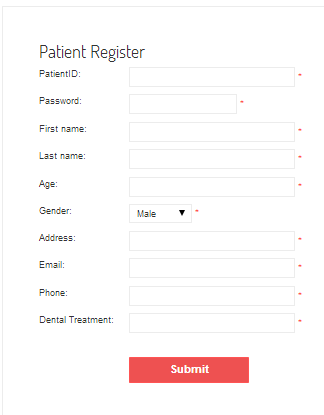 Patient Register
PatientID: *
Password: *
First name: *
Last name: *
Age: *
Gender: Male ▼ *
Address: *
Email: *
Phone: *
Dental Treatment: *
Submit